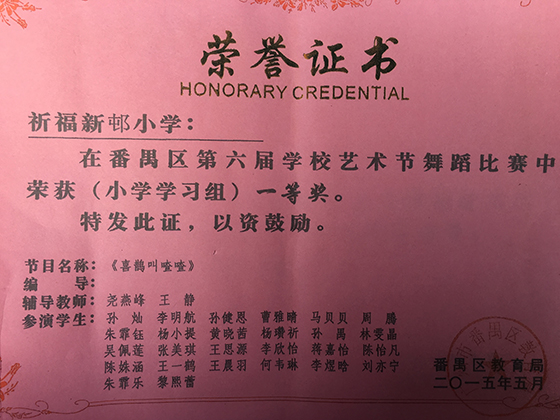 荣誉证书
HONORARY CREDENTIAL
祈福新邨小学：
在番禺区第六届学校艺术节舞蹈比赛中
荣获（小学学习组）一等奖。
特发此证，以资鼓励。
节目名称：《喜鹊叫喳喳》
编 导：
辅导教师：尧燕峰 王 静
参演学生：孙 灿 李明航 孙健恩 曹雅晴 马贝贝 周 腾
朱霏钰 杨小提 黄晓茜 杨瓒祈 孙 禺 林雯晶
吴佩莲 张美琪 王思源 李欣怡 蒋嘉怡 陈怡凡
陈姝涵 王一鹤 王晨羽 何韦琳 李煜晗 刘亦宁
朱霏乐 黎熙蕾
番禺区教育局
二〇一五年五月